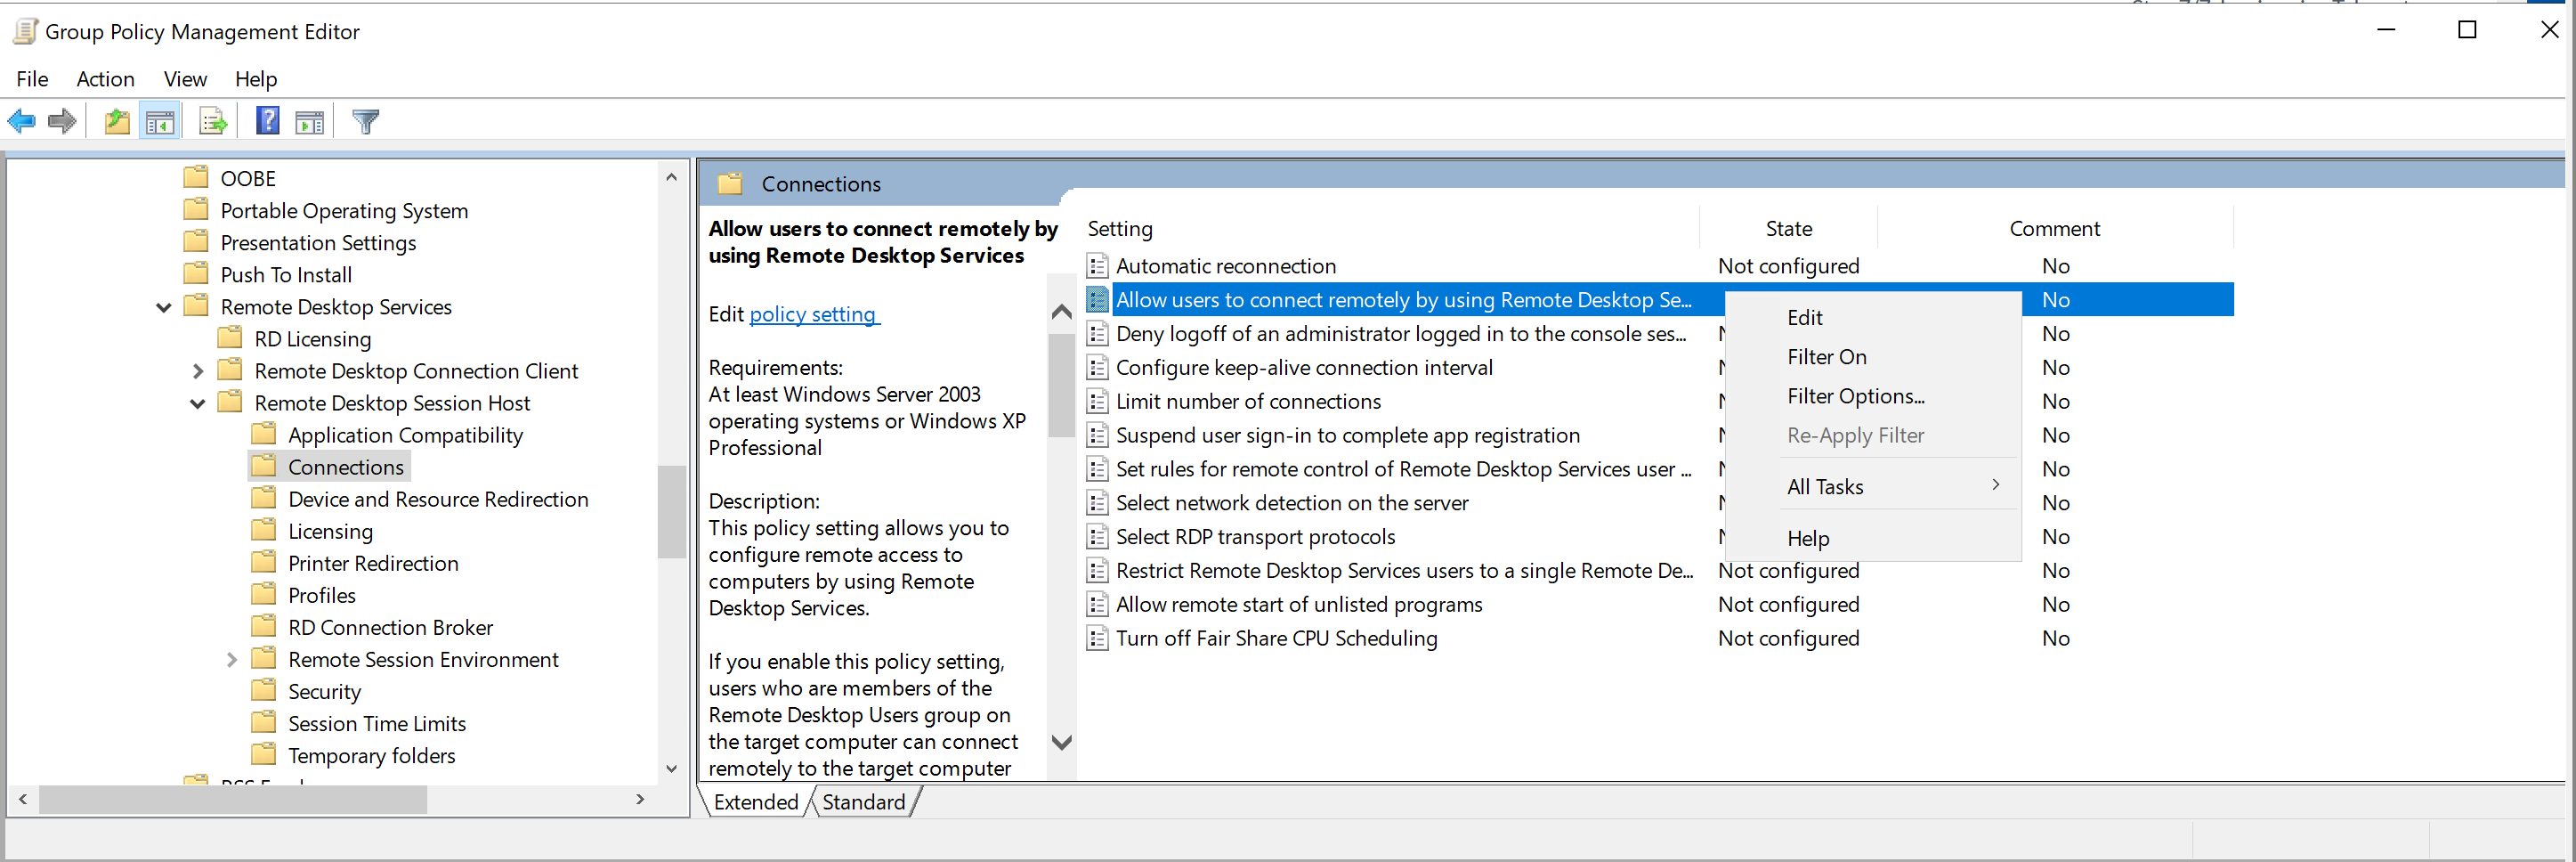 Group Policy Management Editor
File Action View Help
OOBE
Portable Operating System
Presentation Settings
Push To Install
Remote Desktop Services
RD Licensing
Remote Desktop Connection Client
Remote Desktop Session Host
Application Compatibility
Connections
Device and Resource Redirection
Licensing
Printer Redirection
Profiles
RD Connection Broker
Remote Session Environment
Security
Session Time Limits
Temporary folders
Connections
Allow users to connect remotely by
using Remote Desktop Services
Edit policy setting
Requirements:
At least Windows Server 2003
operating systems or Windows XP
Professional
Description:
This policy setting allows you to
configure remote access to
computers by using Remote
Desktop Services.
If you enable this policy setting,
users who are members of the
Remote Desktop Users group on
the target computer can connect
remotely to the target computer
Setting State Comment
Automatic reconnection Not configured No
Allow users to connect remotely by using Remote Desktop Se... No
Deny logoff of an administrator logged in to the console ses... No
Configure keep-alive connection interval No
Limit number of connections No
Suspend user sign-in to complete app registration No
Set rules for remote control of Remote Desktop Services user ... No
Select network detection on the server No
Select RDP transport protocols No
Restrict Remote Desktop Services users to a single Remote De... Not configured No
Allow remote start of unlisted programs Not configured No
Turn off Fair Share CPU Scheduling Not configured No
Edit
Filter On
Filter Options...
Re-Apply Filter
All Tasks
Help
Extended Standard